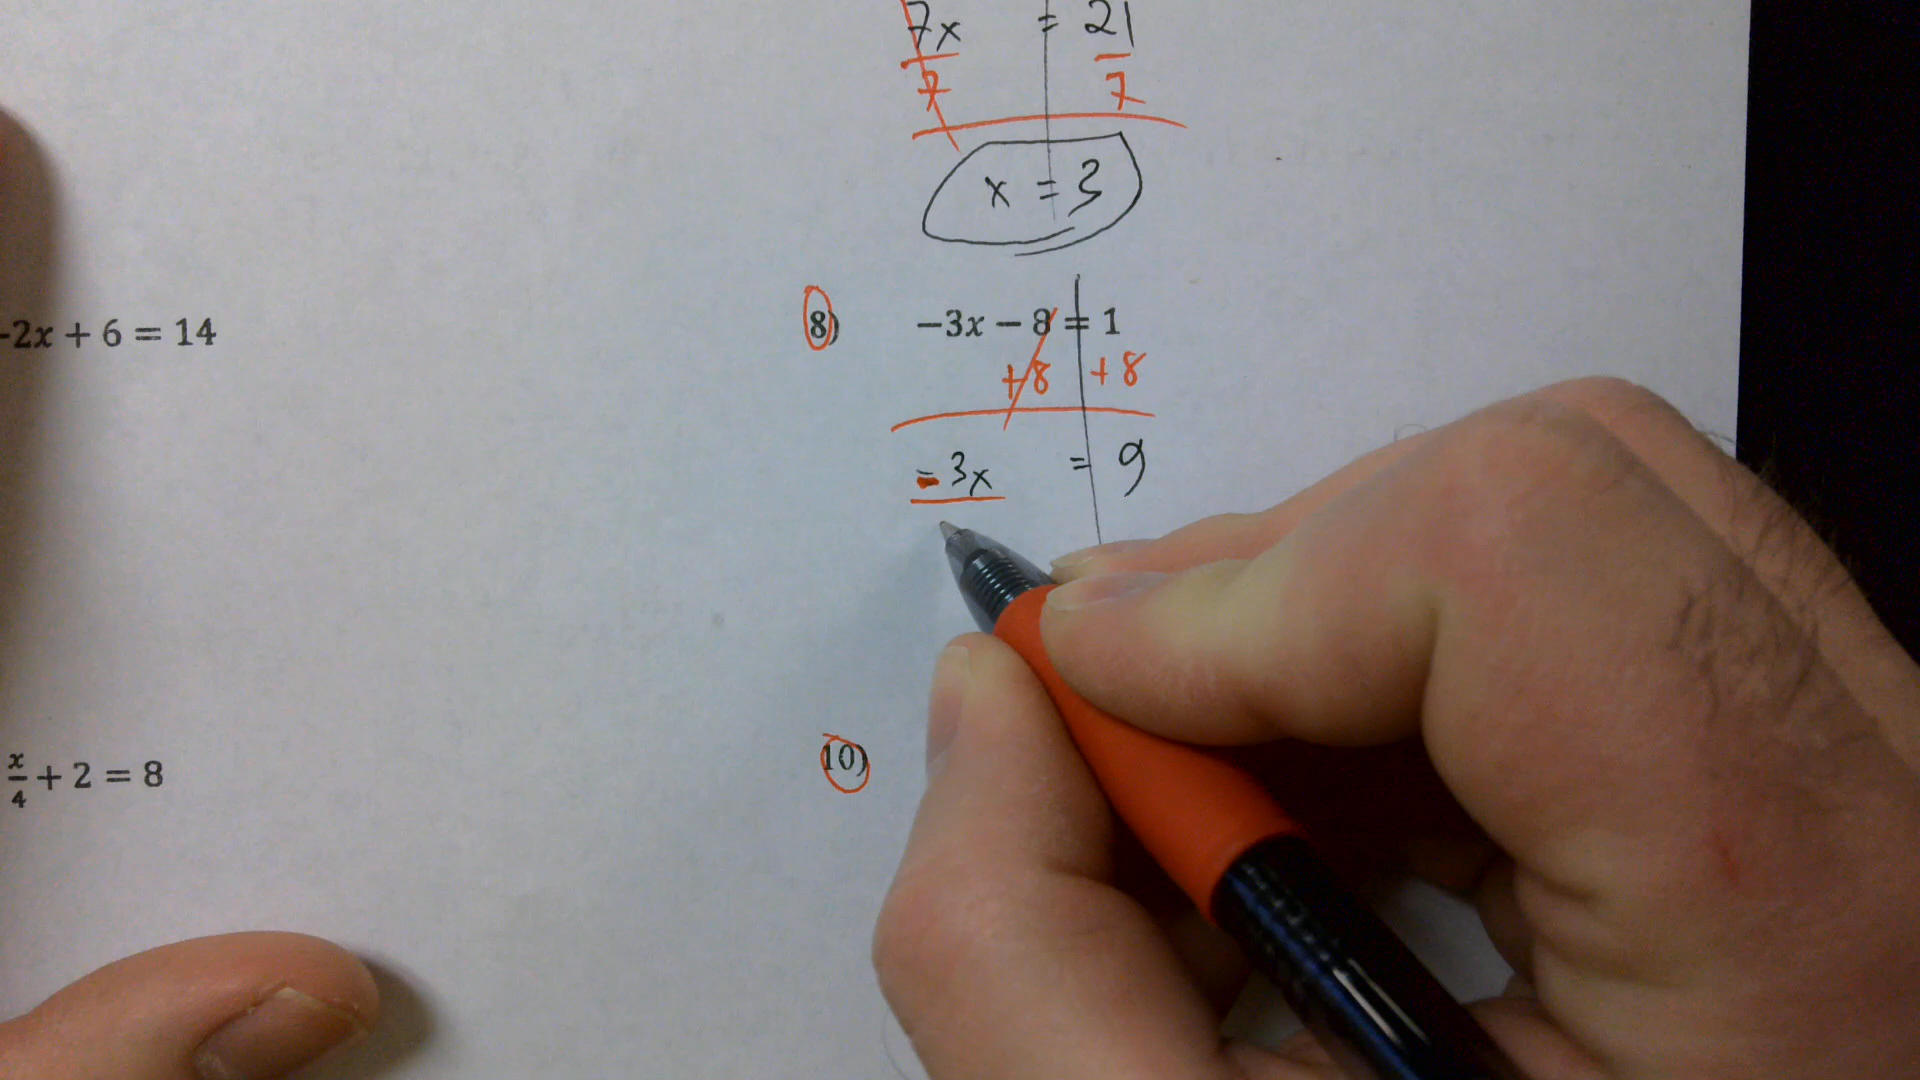 7x = 21
7 7
x = 3
-2x + 6 = 14
8) −3x − 8 = 1
+8 +8
-3x = 9
x/4 + 2 = 8
10)